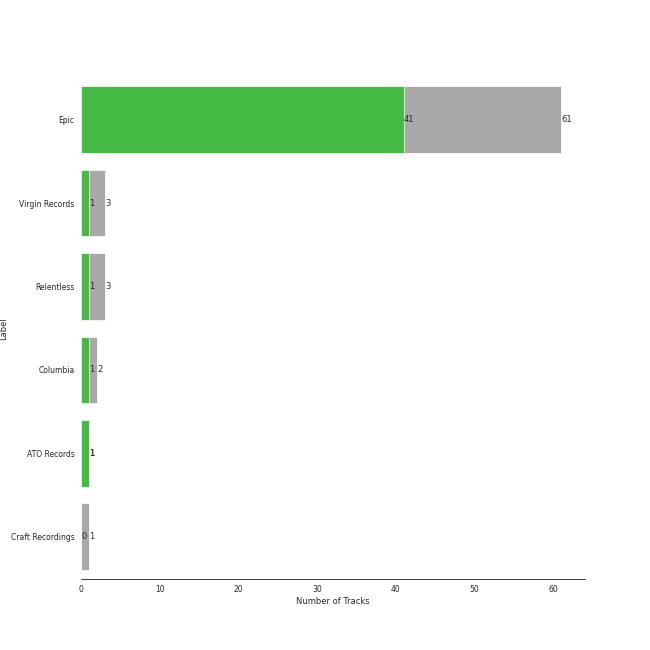 Epic 41 61
Virgin Records 1 3
Relentless 1 3
Label
Columbia 1 2
ATO Records 1
Craft Recordings 0 1
0 10 20 30 40 50 60
Number of Tracks